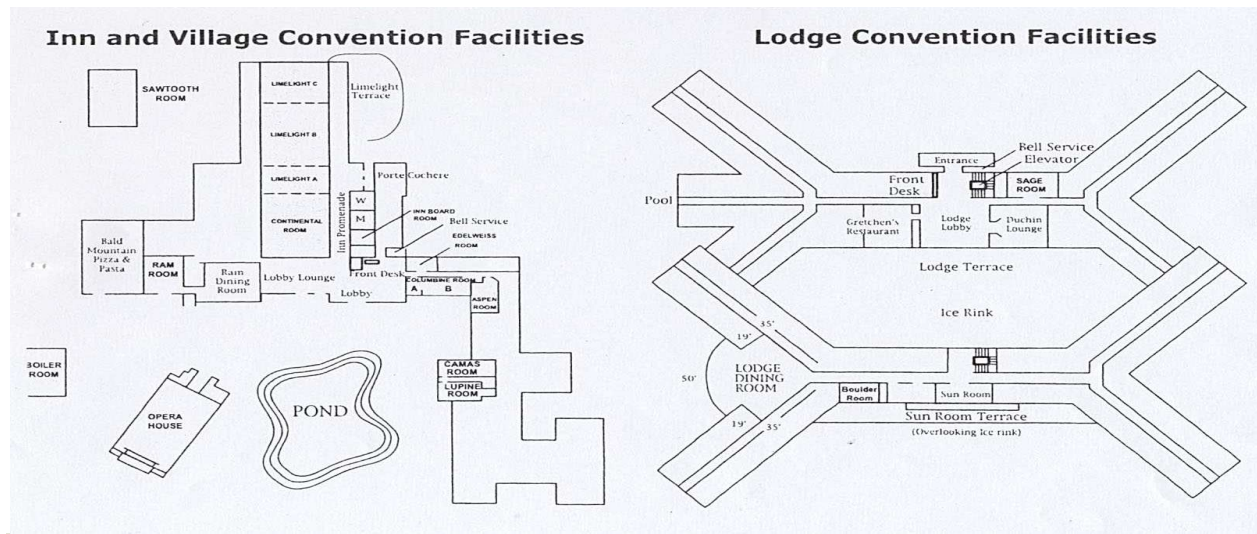 Inn and Village Convention Facilities
SAWTOOTH
ROOM
LIMELIGHT C
Limelight
Terrace
LIMELIGHT B
LIMELIGHT A
Porte Cochere
W
M
INN BOARD
ROOM
Inn Promenade
CONTINENTAL
ROOM
Bell Service
EDELWEISS
ROOM
Bald
Mountain
Pizza &
Pasta
RAM
ROOM
Ram
Dining
Room
Lobby Lounge
Front Desk
Lobby
COLUMBINE ROOM
A
B
ASPEN
ROOM
BOILER
ROOM
OPERA
HOUSE
POND
CAMAS
ROOM
LUPINE
ROOM
Lodge Convention Facilities
Entrance
Bell Service
Elevator
Front
Desk
SAGE
ROOM
Pool
Gretchen's
Restaurant
Lodge
Lobby
Duchin
Lounge
Lodge Terrace
Ice Rink
35'
19'
50'
LODGE
DINING
ROOM
Boulder
Room
Sun Room
19'
35'
Sun Room Terrace
(Overlooking Ice rink)